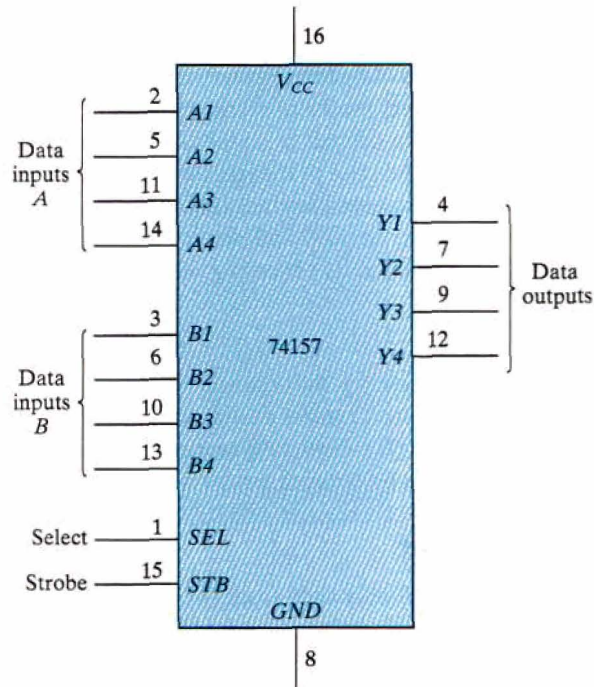 16
V_CC
2
A1
5
A2
11
A3
14
A4
Data
inputs
A
4
Y1
7
Y2
9
Y3
12
Y4
Data
outputs
74157
3
B1
6
B2
10
B3
13
B4
Data
inputs
B
Select
1
SEL
Strobe
15
STB
GND
8